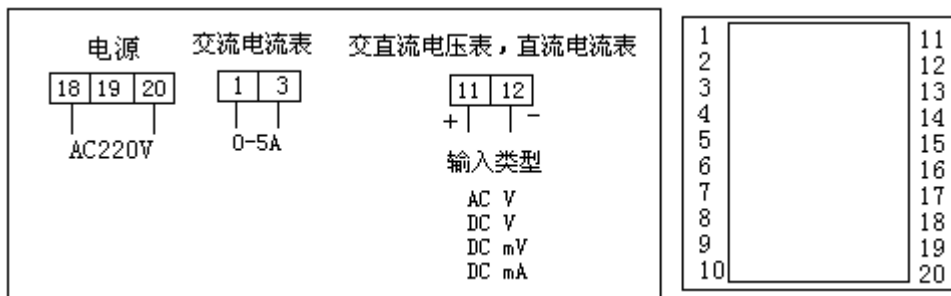 电源
18 19 20
AC220V
交流电流表
1 3
0-5A
交直流电压表，直流电流表
11 12
+ -
输入类型
AC V
DC V
DC mV
DC mA
1 11
2 12
3 13
4 14
5 15
6 16
7 17
8 18
9 19
10 20